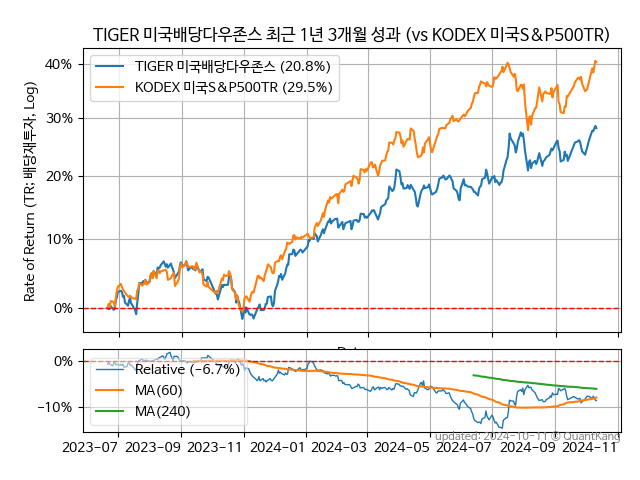 TIGER 미국배당다우존스 최근 1년 3개월 성과 (vs KODEX 미국S&P500TR)
Rate of Return (TR: 배당재투자, Log)
40%
30%
20%
10%
0%
TIGER 미국배당다우존스 (20.8%)
KODEX 미국S&P500TR (29.5%)
0%
−10%
Relative (−6.7%)
MA(60)
MA(240)
updated: 2024-10-11 © QuantKang
2023−07 2023−09 2023−11 2024−01 2024−03 2024−05 2024−07 2024−09 2024−11